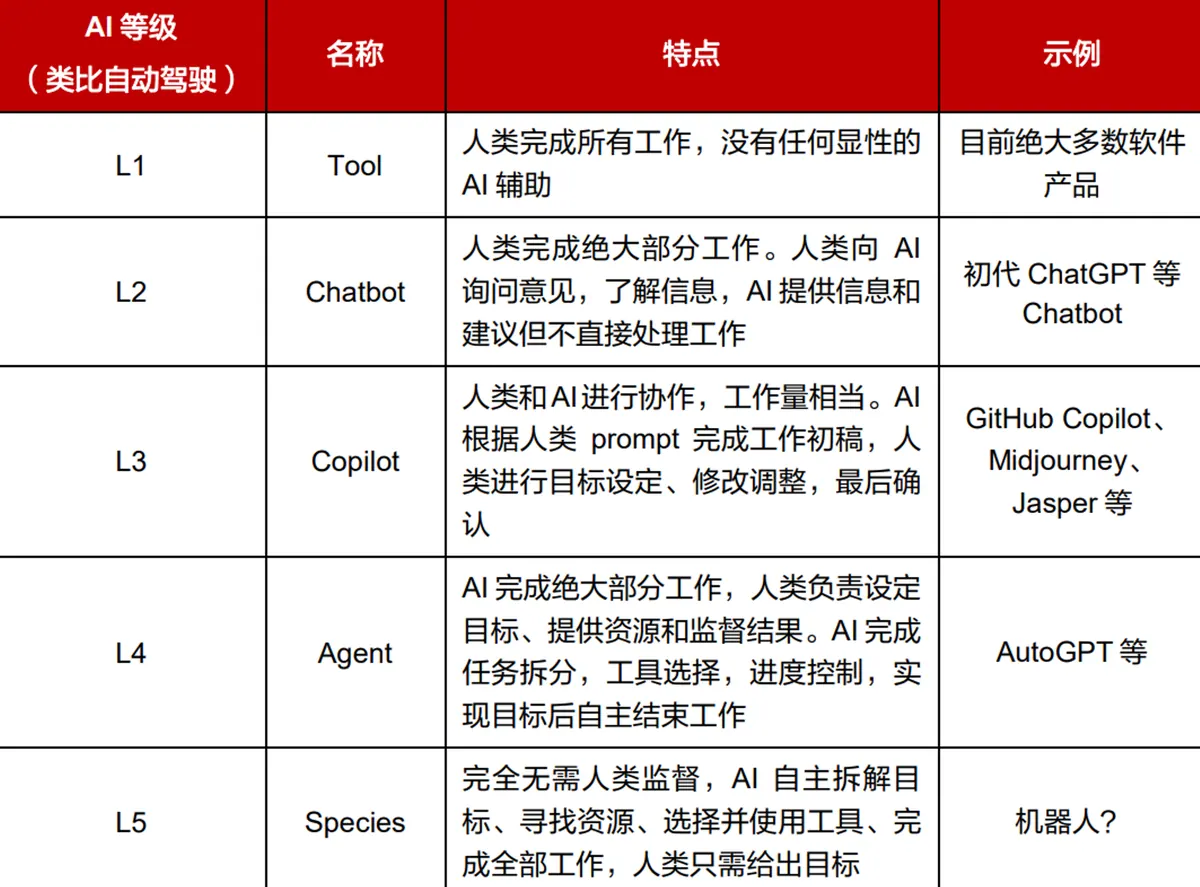 AI 等级
（类比自动驾驶）
名称
特点
示例
L1
Tool
人类完成所有工作，没有任何显性的
AI 辅助
目前绝大多数软件
产品
L2
Chatbot
人类完成绝大部分工作。人类向 AI
询问意见，了解信息，AI 提供信息和
建议但不直接处理工作
初代 ChatGPT 等
Chatbot
L3
Copilot
人类和AI进行协作，工作量相当。AI
根据人类 prompt 完成工作初稿，人
类进行目标设定、修改调整，最后确
认
GitHub Copilot、
Midjourney、
Jasper 等
L4
Agent
AI 完成绝大部分工作，人类负责设定
目标、提供资源和监督结果。AI 完成
任务拆分，工具选择，进度控制，实
现目标后自主结束工作
AutoGPT 等
L5
Species
完全无需人类监督，AI 自主拆解目
标、寻找资源、选择并使用工具、完
成全部工作，人类只需给出目标
机器人？